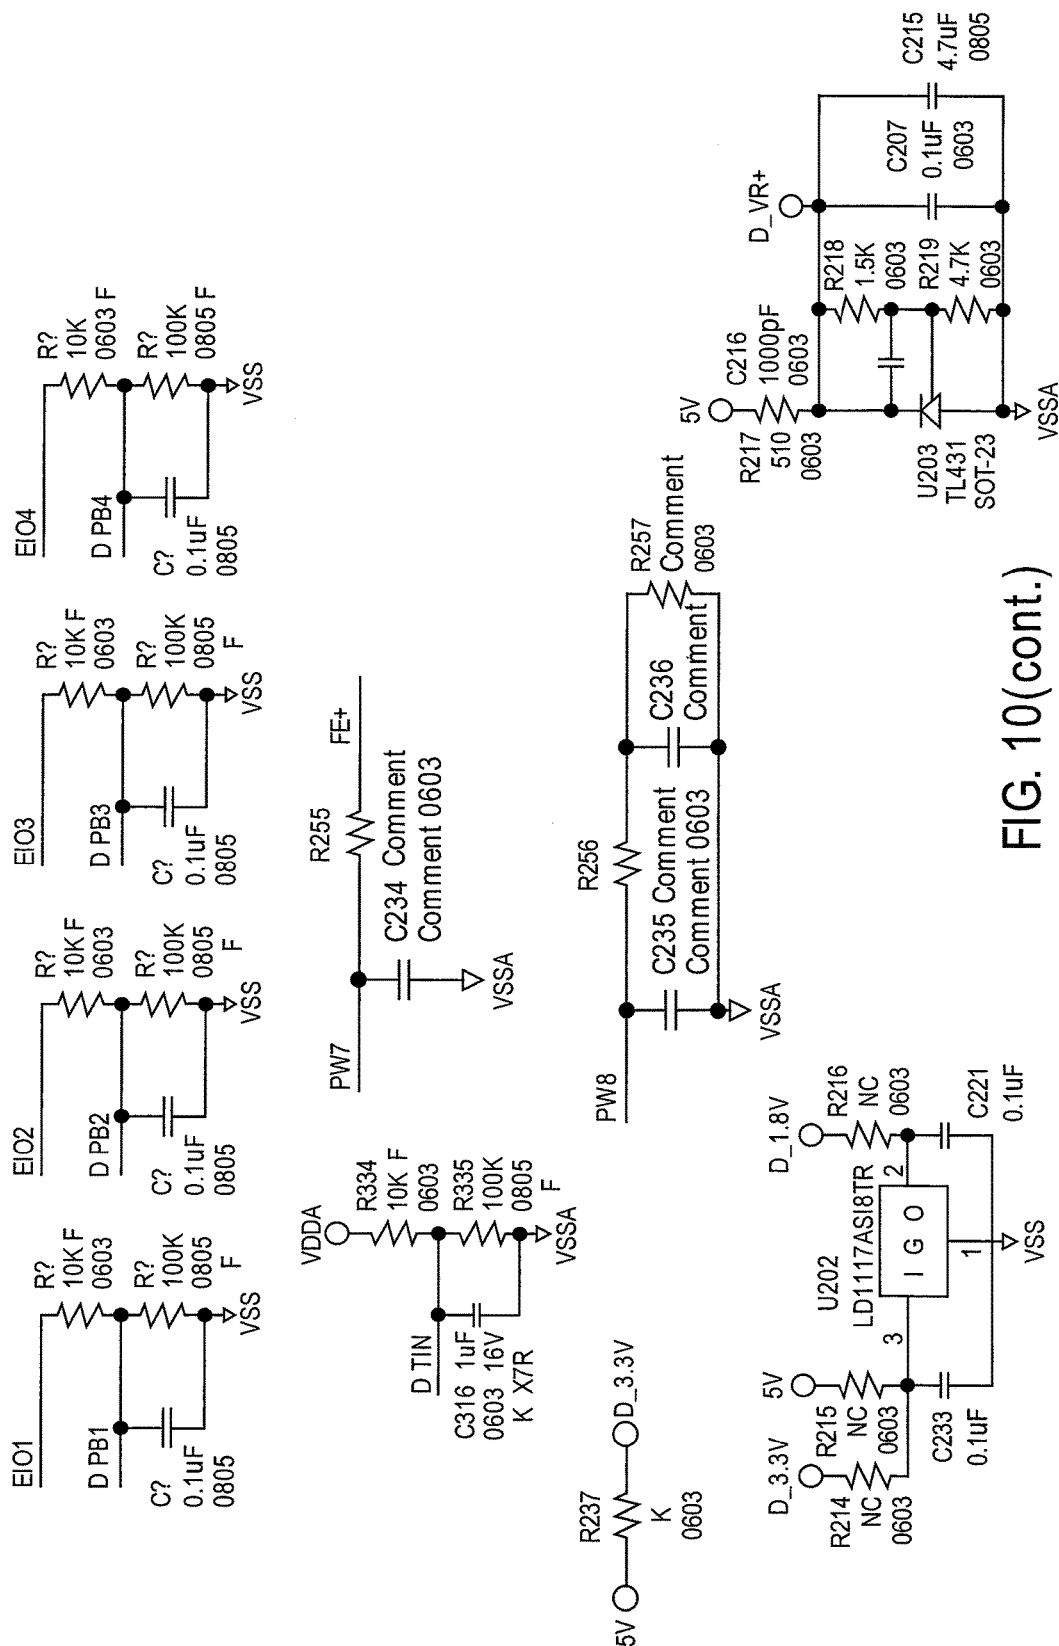 EIO1
D PB1
R?
10K F
0603
R?
100K
0805
F
C?
0.1uF
0805
VSS
EIO2
D PB2
R?
10K F
0603
R?
100K
0805
F
C?
0.1uF
0805
VSS
EIO3
D PB3
R?
10K F
0603
R?
100K
0805
F
C?
0.1uF
0805
VSS
EIO4
D PB4
R?
10K
0603 F
R?
100K
0805 F
C?
0.1uF
0805
VSS
VDDA
R334
10K F
0603
R335
100K
0805
F
D TIN
C316 1uF
0603 16V
K X7R
VSSA
PW7
R255
FE+
C234 Comment
Comment 0603
VSSA
5V
R237
K
0603
D_3.3V
PW8
R256
C235 Comment
Comment 0603
C236
Comment
R257
Comment
0603
VSSA
D_3.3V
R214
NC
0603
5V
R215
NC
0603
C233
0.1uF
3
U202
LD1117ASI8TR
I G O
1
2
D_1.8V
R216
NC
0603
C221
0.1uF
VSS
5V
R217
510
0603
C216
1000pF
0603
U203
TL431
SOT-23
D_VR+
R218
1.5K
0603
R219
4.7K
0603
C207
0.1uF
0603
C215
4.7uF
0805
VSSA
FIG. 10(cont.)